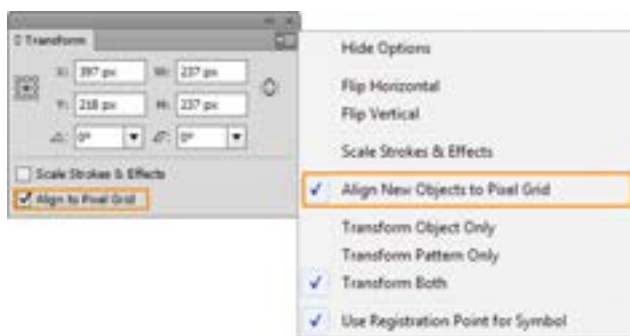 Transform
X: 397 px W: 237 px
Y: 218 px H: 237 px
0° 0°
Scale Strokes & Effects
Align to Pixel Grid
Hide Options
Flip Horizontal
Flip Vertical
Scale Strokes & Effects
Align New Objects to Pixel Grid
Transform Object Only
Transform Pattern Only
Transform Both
Use Registration Point for Symbol